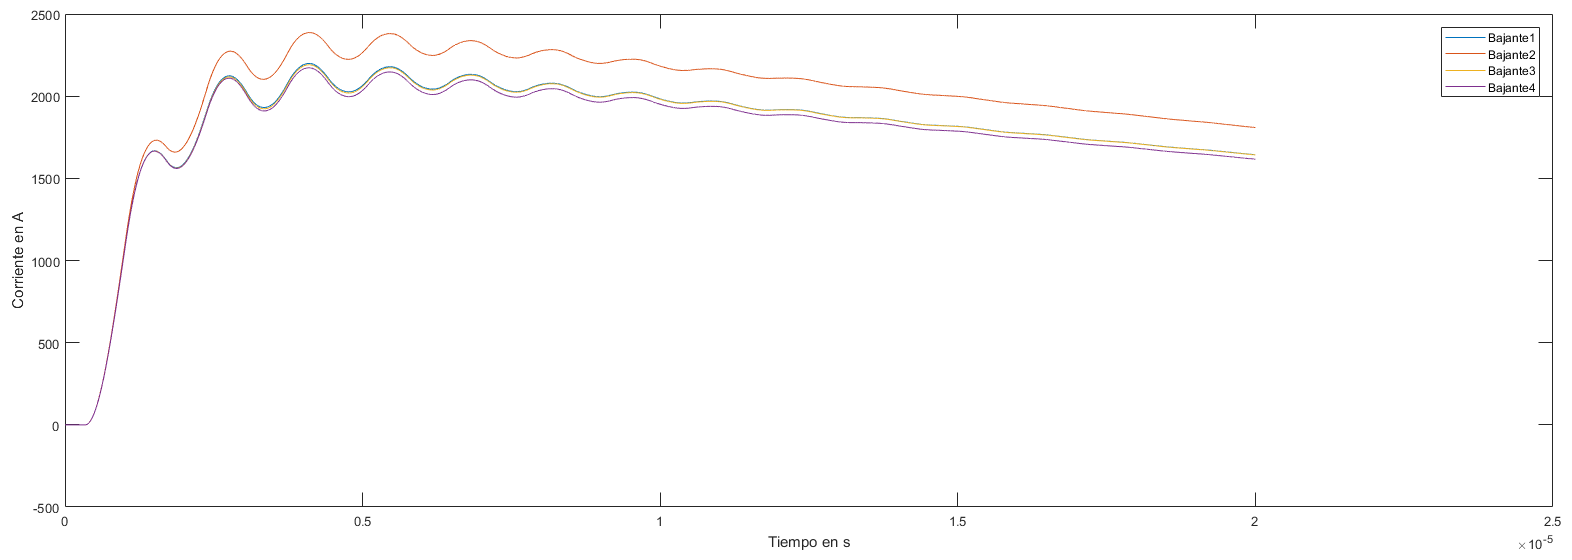 2500
2000
1500
1000
500
0
-500
Corriente en A
0
0.5
1
1.5
2
2.5
×10-5
Tiempo en s
Bajante1
Bajante2
Bajante3
Bajante4